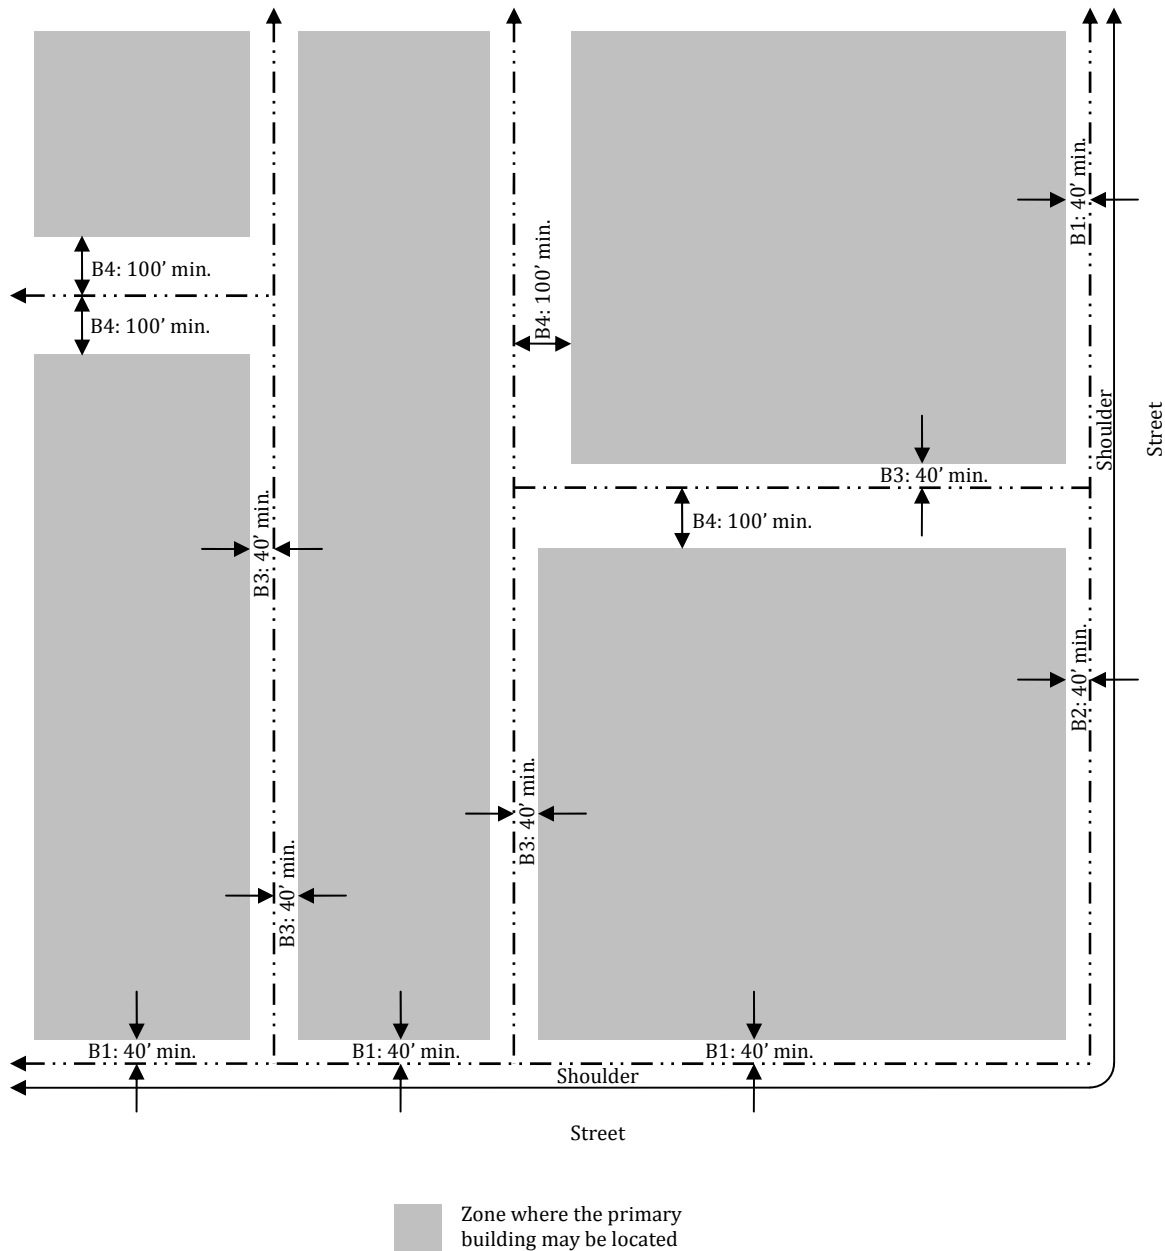 B1: 40’ min.
B4: 100’ min.
B4: 100’ min.
B4: 100’ min.
Shoulder
Street
B3: 40’ min.
B4: 100’ min.
B3: 40’ min.
B2: 40’ min.
B3: 40’ min.
B3: 40’ min.
B1: 40’ min.
B1: 40’ min.
B1: 40’ min.
Shoulder
Street
Zone where the primary
building may be located